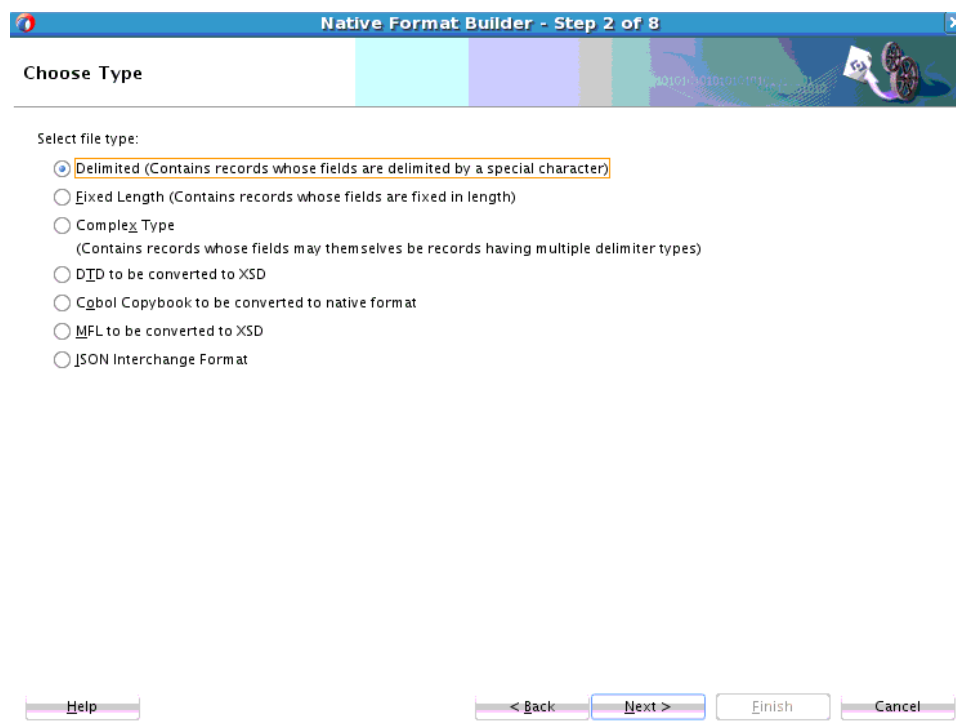 Native Format Builder - Step 2 of 8
Choose Type
Select file type:
Delimited (Contains records whose fields are delimited by a special character)
Fixed Length (Contains records whose fields are fixed in length)
Complex Type
(Contains records whose fields may themselves be records having multiple delimiter types)
DTD to be converted to XSD
Cobol Copybook to be converted to native format
MFL to be converted to XSD
JSON Interchange Format
Help < Back Next > Finish Cancel